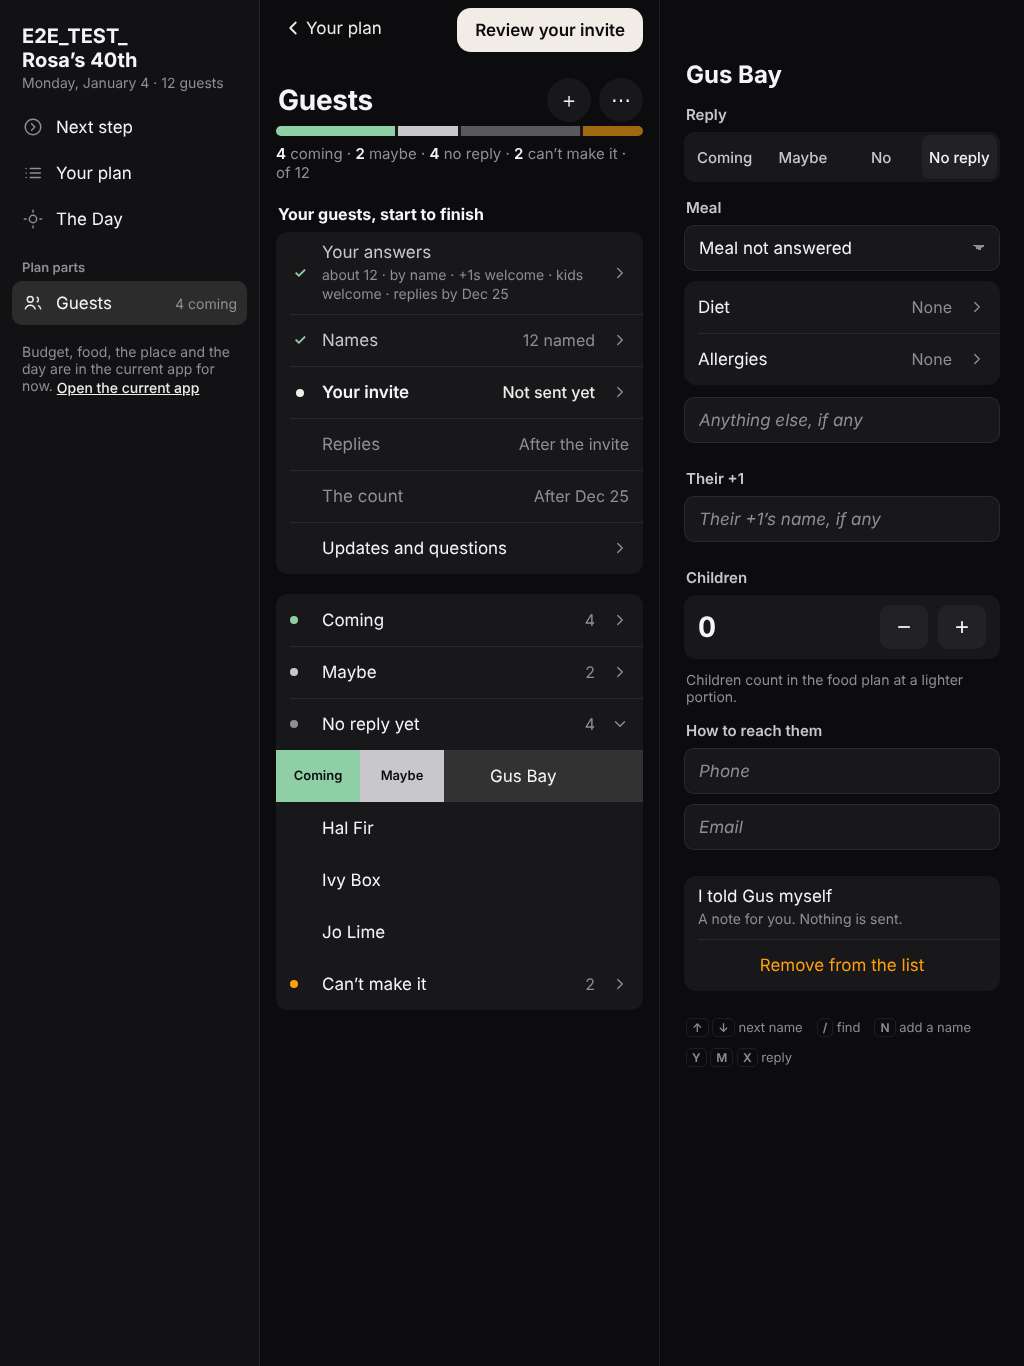 E2E_TEST_
Rosa’s 40th
Monday, January 4 · 12 guests
Next step
Your plan
The Day
Plan parts
Guests 4 coming
Budget, food, the place and the
day are in the current app for
now. Open the current app
Your plan
Review your invite
Guests
+ ···
4 coming · 2 maybe · 4 no reply · 2 can’t make it ·
of 12
Your guests, start to finish
Your answers
about 12 · by name · +1s welcome · kids
welcome · replies by Dec 25
Names 12 named
Your invite Not sent yet
Replies After the invite
The count After Dec 25
Updates and questions
Coming 4
Maybe 2
No reply yet 4
Coming Maybe Gus Bay
Hal Fir
Ivy Box
Jo Lime
Can’t make it 2
Gus Bay
Reply
Coming Maybe No No reply
Meal
Meal not answered
Diet None
Allergies None
Anything else, if any
Their +1
Their +1’s name, if any
Children
0 − +
Children count in the food plan at a lighter
portion.
How to reach them
Phone
Email
I told Gus myself
A note for you. Nothing is sent.
Remove from the list
↑ ↓ next name / find N add a name
Y M X reply